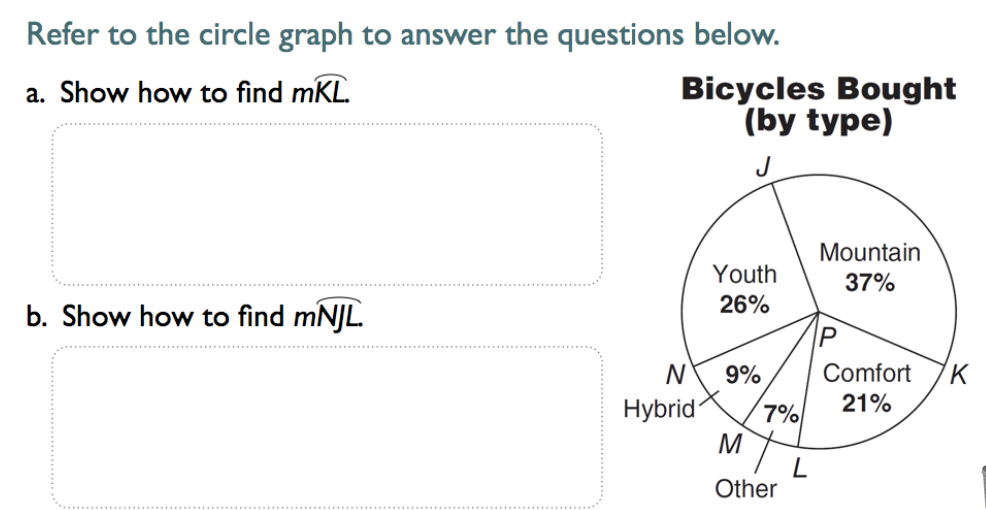 Refer to the circle graph to answer the questions below.
a. Show how to find mKL.
b. Show how to find mNJL.
Bicycles Bought
(by type)
J
Mountain
37%
Youth
26%
P
N
9%
Comfort
K
Hybrid
7%
21%
M
L
Other